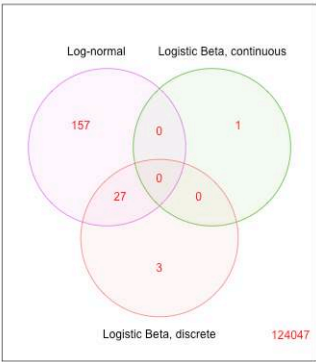 Log-normal Logistic Beta, continuous
157 0 1
0
27 0
3
Logistic Beta, discrete 124047